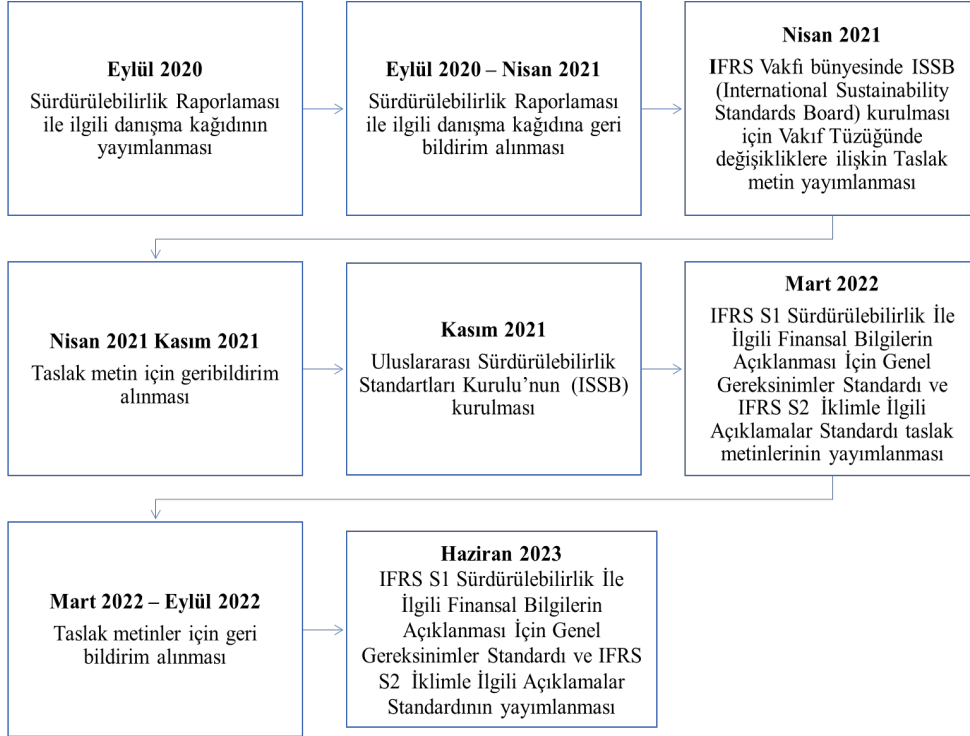 Eylül 2020
Sürdürülebilirlik Raporlaması
ile ilgili danışma kağıdının
yayımlanması
Eylül 2020 – Nisan 2021
Sürdürülebilirlik Raporlaması
ile ilgili danışma kağıdına geri
bildirim alınması
Nisan 2021
IFRS Vakfı bünyesinde ISSB
(International Sustainability
Standards Board) kurulması
için Vakıf Tüzüğünde
değişikliklere ilişkin Taslak
metin yayımlanması
Nisan 2021 Kasım 2021
Taslak metin için geribildirim
alınması
Kasım 2021
Uluslararası Sürdürülebilirlik
Standartları Kurulu’nun (ISSB)
kurulması
Mart 2022
IFRS S1 Sürdürülebilirlik İle
İlgili Finansal Bilgilerin
Açıklanması İçin Genel
Gereksinimler Standardı ve
IFRS S2 İklimle İlgili
Açıklamalar Standardı taslak
metinlerinin yayımlanması
Mart 2022 – Eylül 2022
Taslak metinler için geri
bildirim alınması
Haziran 2023
IFRS S1 Sürdürülebilirlik İle
İlgili Finansal Bilgilerin
Açıklanması İçin Genel
Gereksinimler Standardı ve IFRS
S2 İklimle İlgili Açıklamalar
Standardının yayımlanması